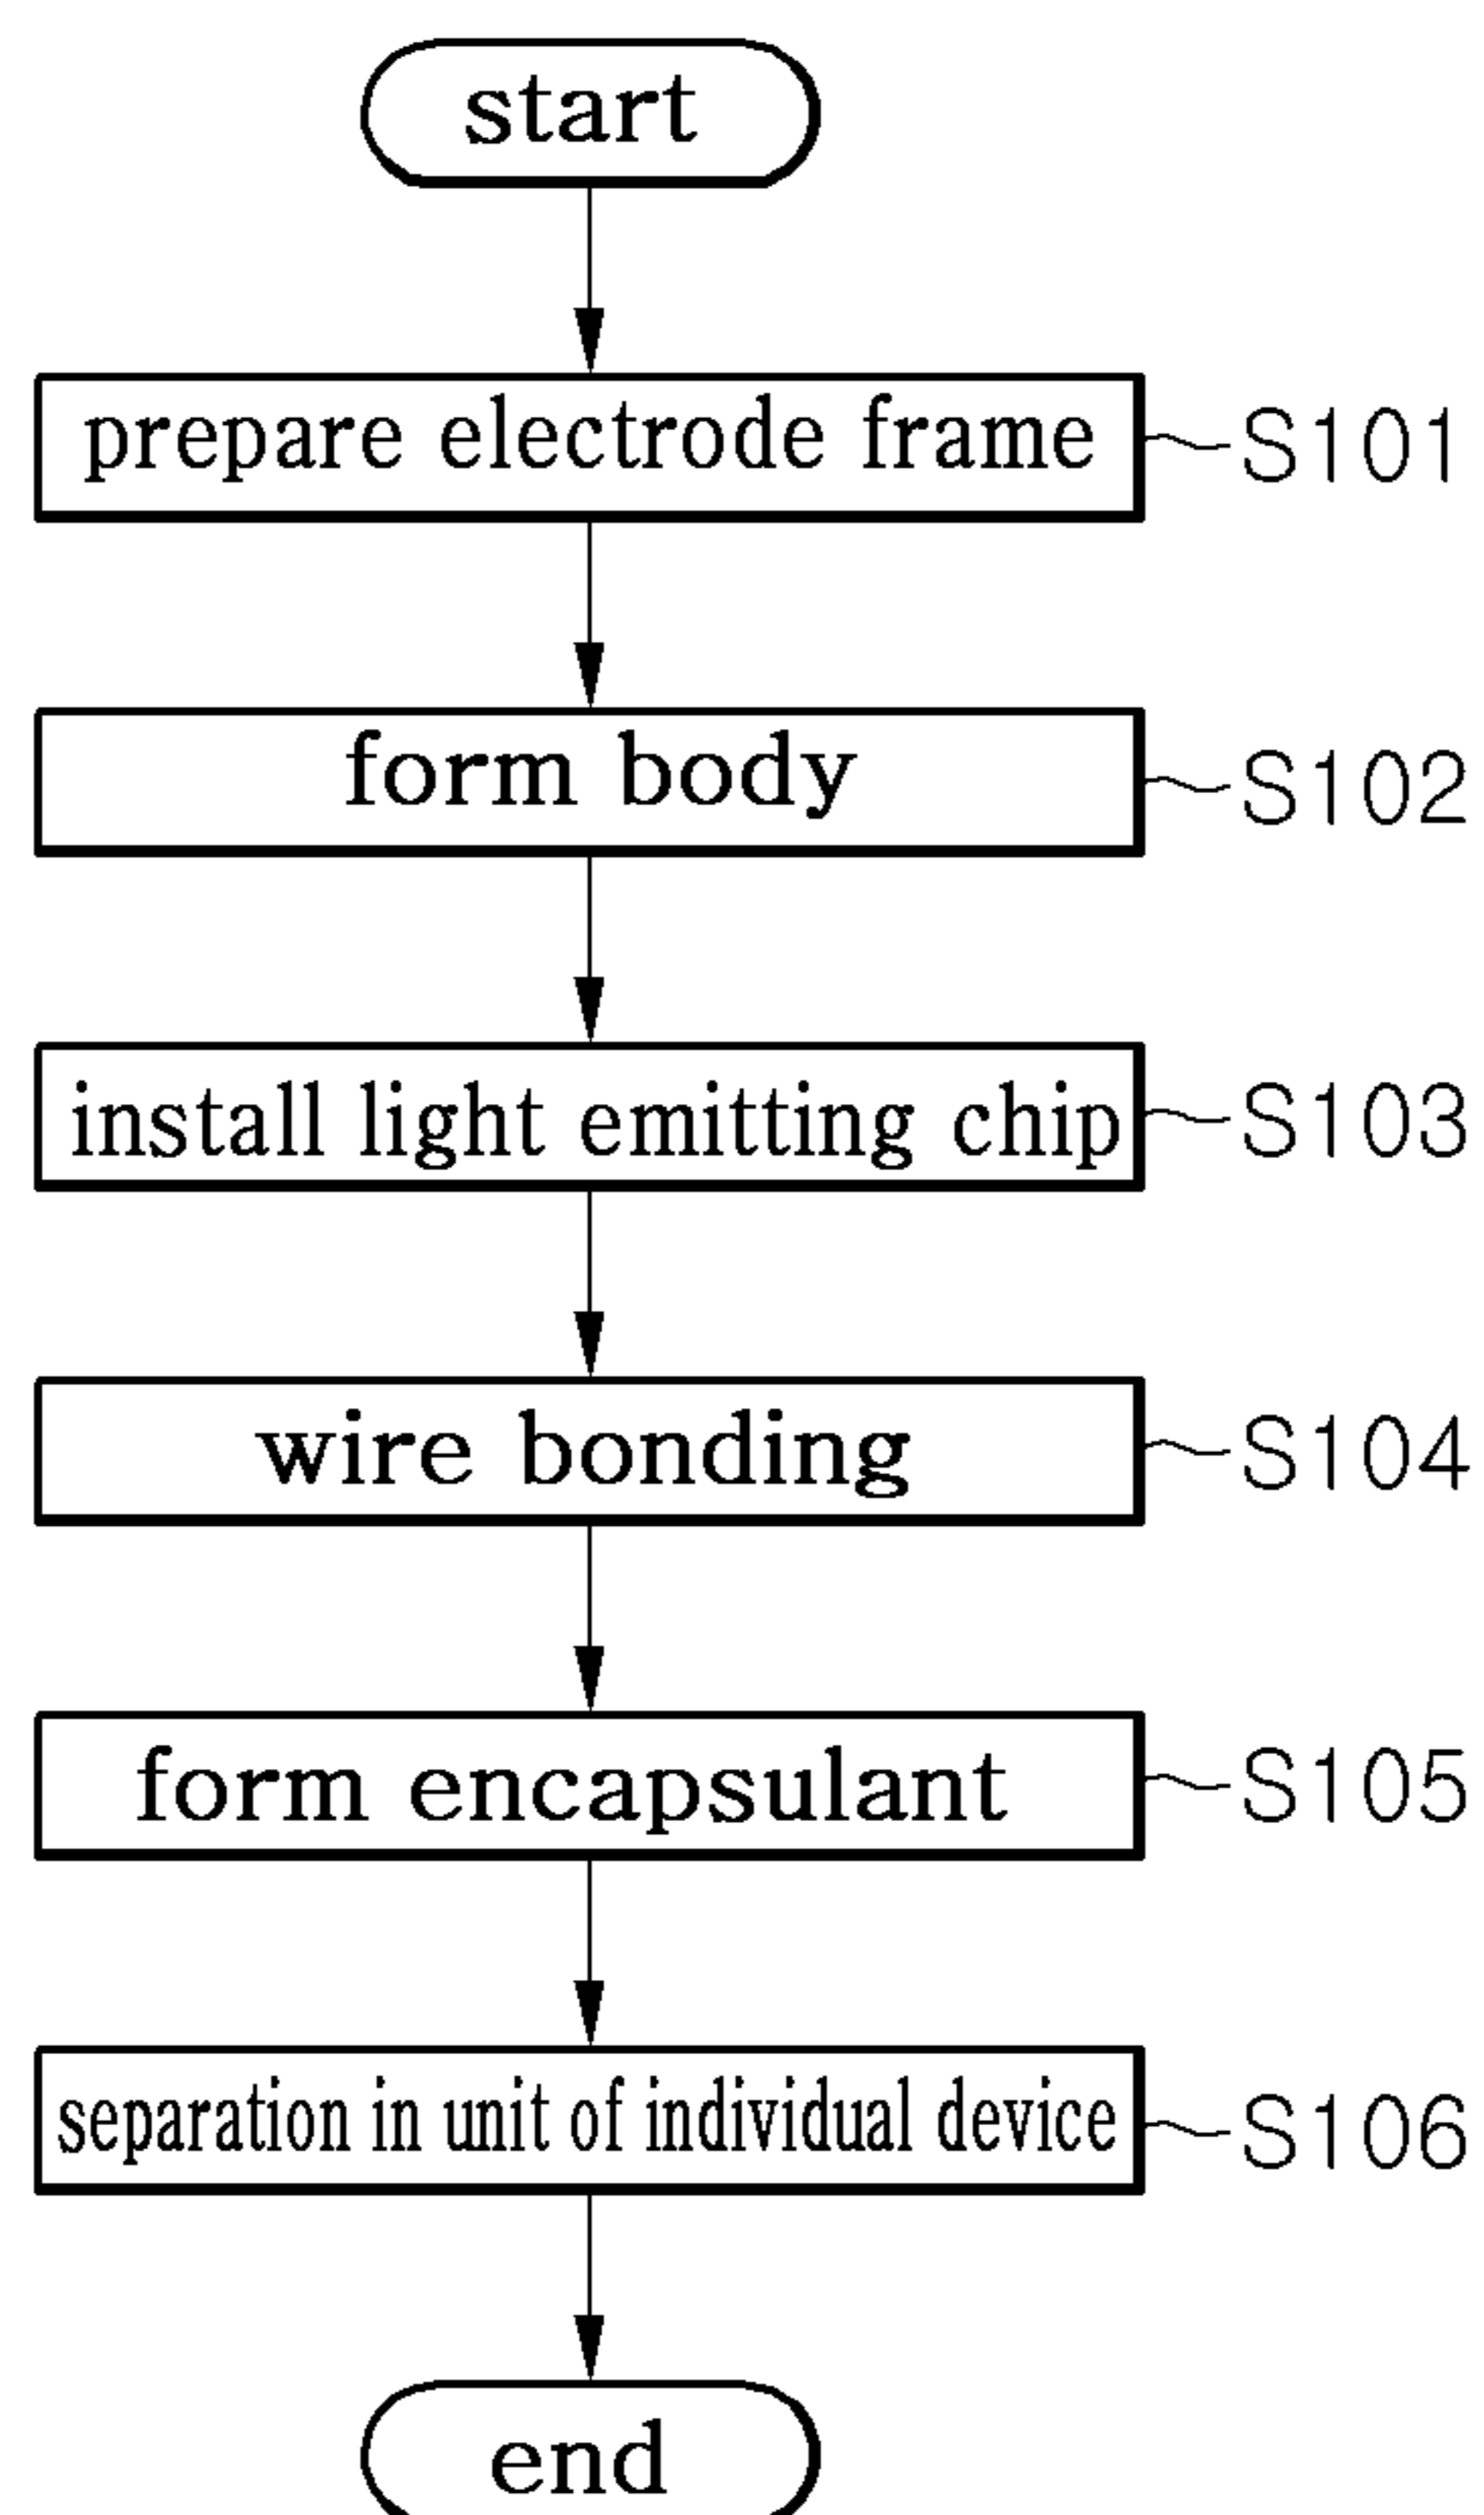 start
prepare electrode frame S101
form body S102
install light emitting chip S103
wire bonding S104
form encapsulant S105
separation in unit of individual device S106
end